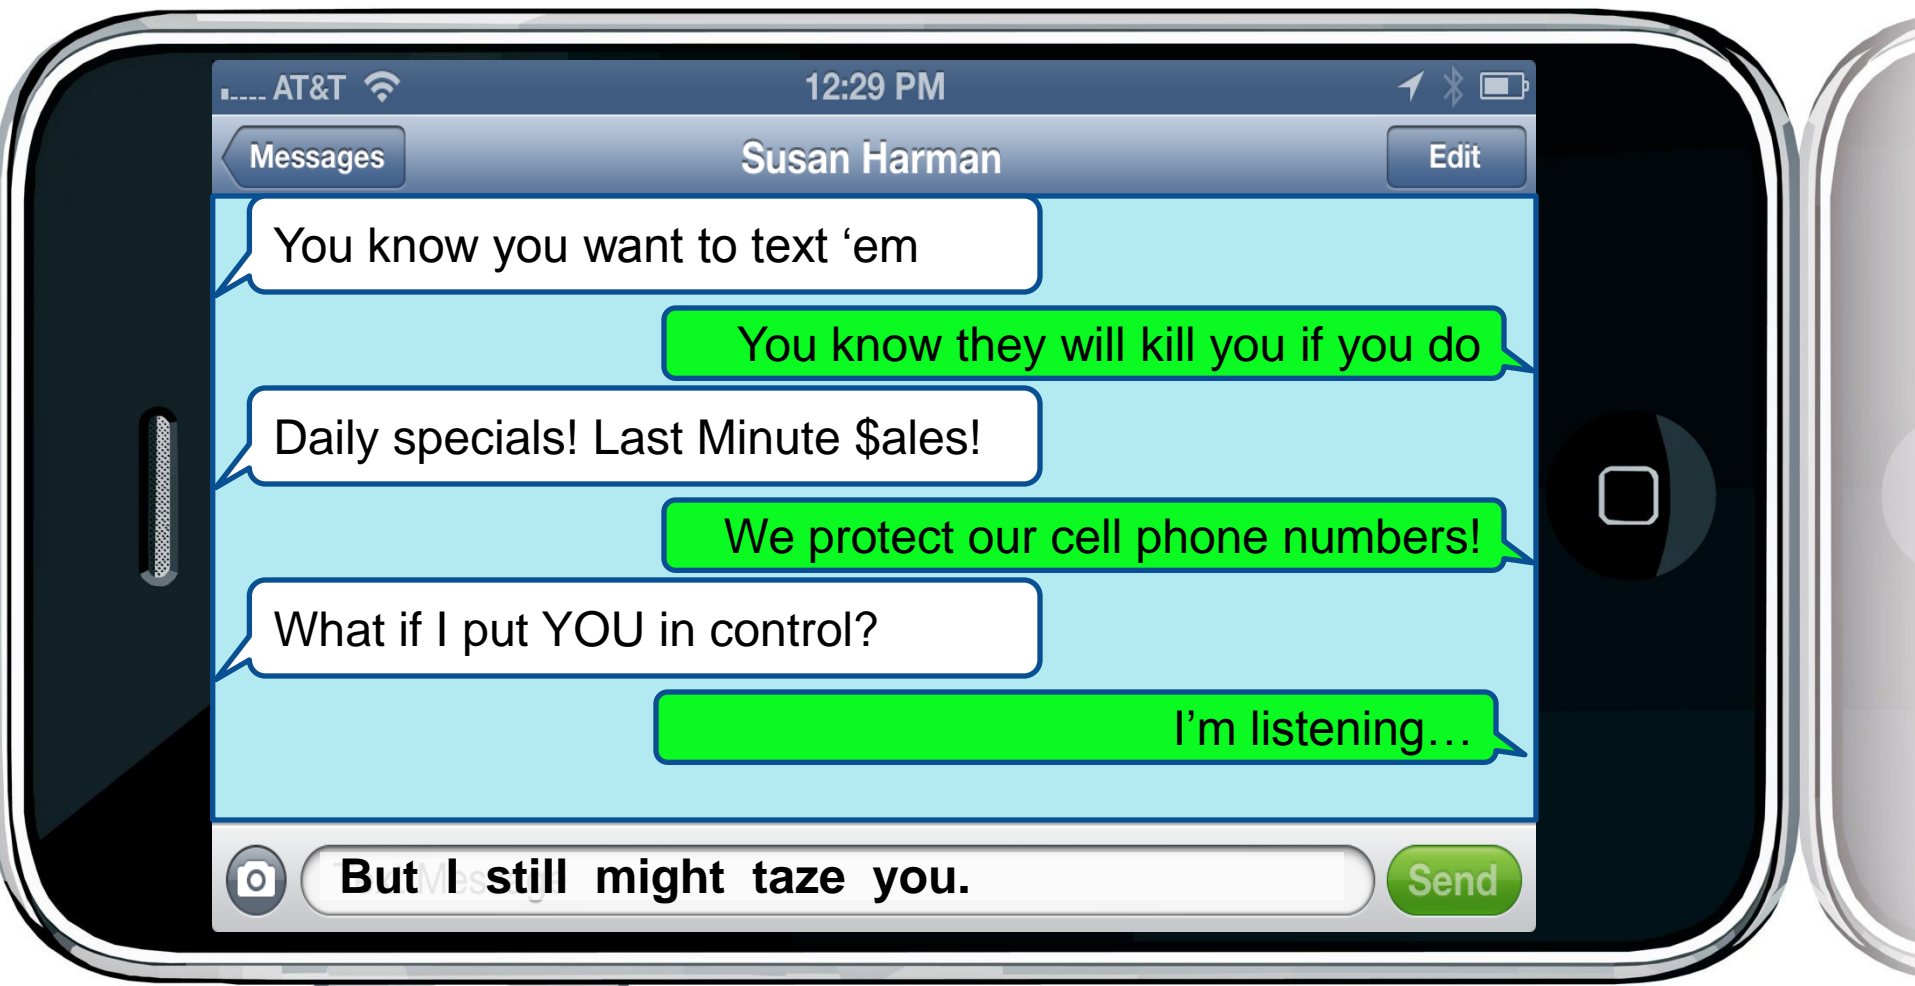 AT&T 12:29 PM
Messages Susan Harman Edit
You know you want to text ‘em
You know they will kill you if you do
Daily specials! Last Minute $ales!
We protect our cell phone numbers!
What if I put YOU in control?
I’m listening…
But I still might taze you.
Send